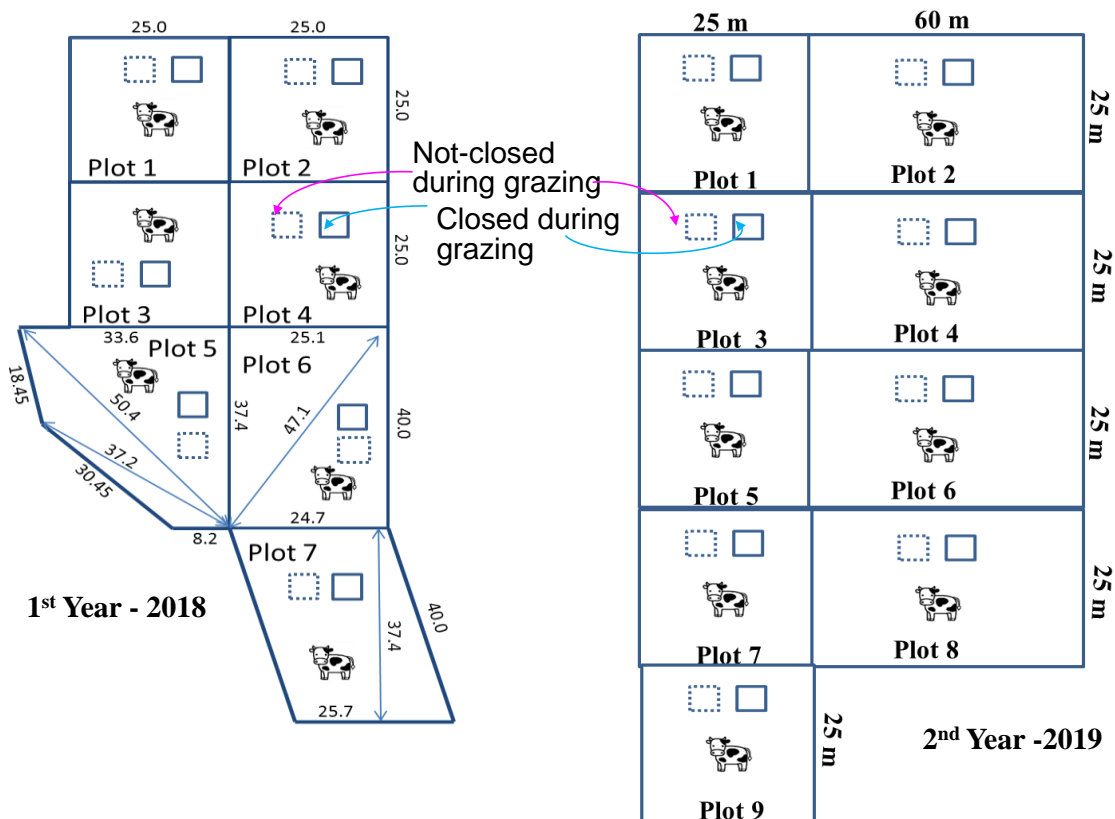 25.0 25.0
25.0
Plot 1 Plot 2
25.0
Plot 3 Plot 4
33.6 25.1
Plot 5 Plot 6
18.45
50.4
37.4
47.1
40.0
37.2
30.45
8.2
24.7
Plot 7
37.4
40.0
25.7
1st Year - 2018
Not-closed
during grazing
Closed during
grazing
25 m 60 m
25 m
Plot 1 Plot 2
25 m
Plot 3 Plot 4
25 m
Plot 5 Plot 6
25 m
Plot 7 Plot 8
25 m
Plot 9
2nd Year -2019